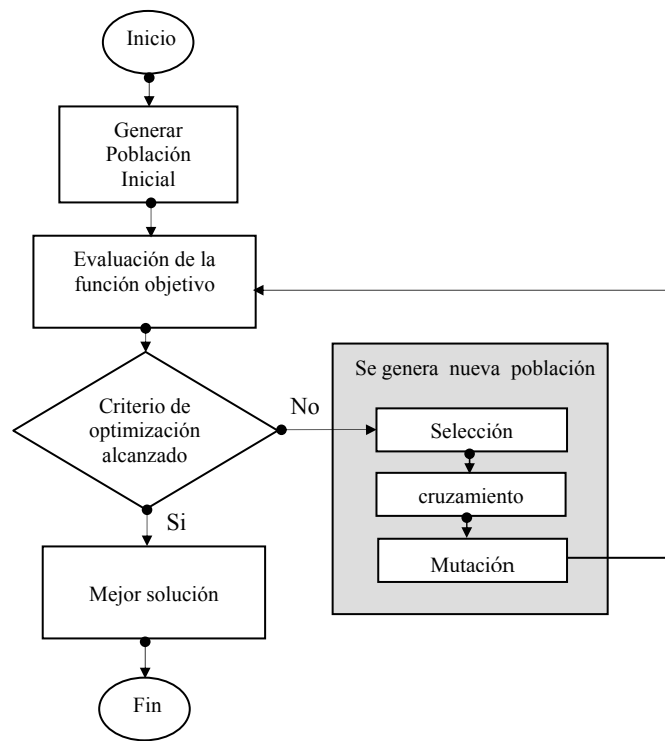 Inicio
Generar
Población
Inicial
Evaluación de la
función objetivo
Criterio de
optimización
alcanzado
No
Si
Se genera nueva población
Selección
cruzamiento
Mutación
Mejor solución
Fin